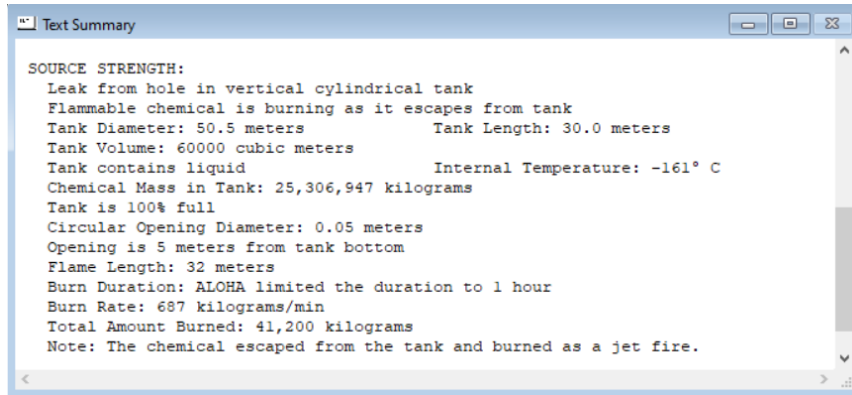 Text Summary
SOURCE STRENGTH:
Leak from hole in vertical cylindrical tank
Flammable chemical is burning as it escapes from tank
Tank Diameter: 50.5 meters Tank Length: 30.0 meters
Tank Volume: 60000 cubic meters
Tank contains liquid Internal Temperature: -161° C
Chemical Mass in Tank: 25,306,947 kilograms
Tank is 100% full
Circular Opening Diameter: 0.05 meters
Opening is 5 meters from tank bottom
Flame Length: 32 meters
Burn Duration: ALOHA limited the duration to 1 hour
Burn Rate: 687 kilograms/min
Total Amount Burned: 41,200 kilograms
Note: The chemical escaped from the tank and burned as a jet fire.